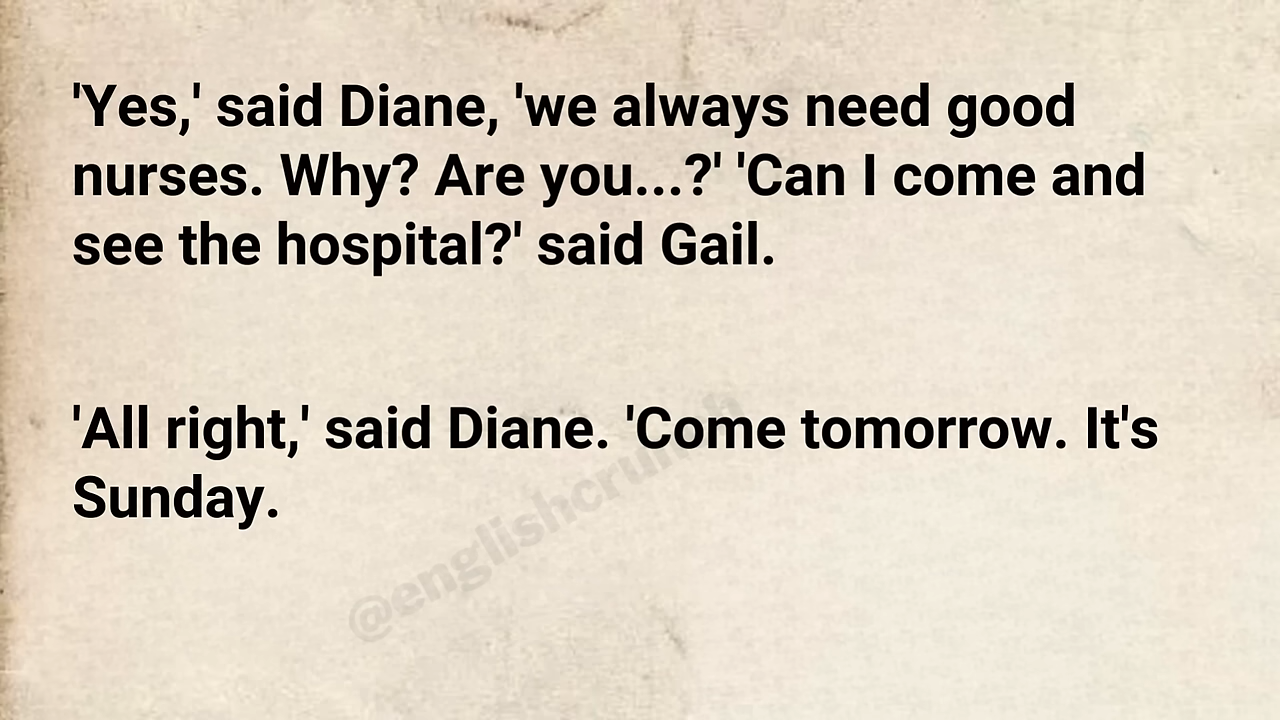 'Yes,' said Diane, 'we always need good
nurses. Why? Are you...?' 'Can I come and
see the hospital?' said Gail.
'All right,' said Diane. 'Come tomorrow. It's
Sunday.